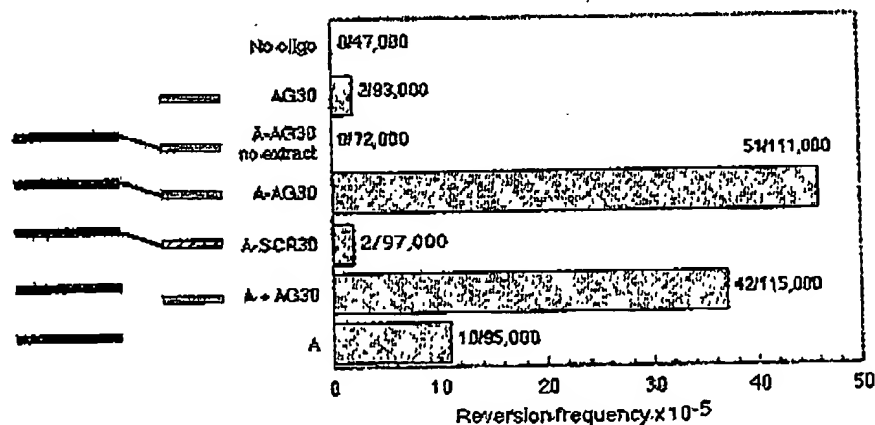 No oligo 0/47,000
AG30 2/93,000
A-AG30
no extract 0/72,000
A-AG30 51/111,000
A-SCR30 2/97,000
A + AG30 42/115,000
A 10/95,000
0 10 20 30 40 50
Reversion frequency x10-5